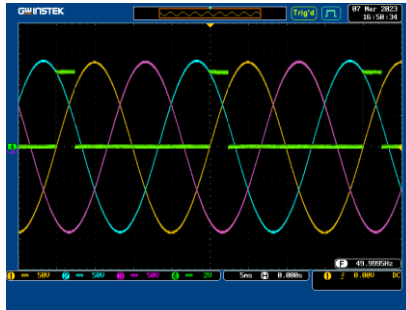 GWINSTEK
Trig'd
07 Mar 2023
16:50:34
F 49.9995Hz
1 50V 2 50V 3 50V 4 2V 5ms H 0.000s 1 0.00V DC